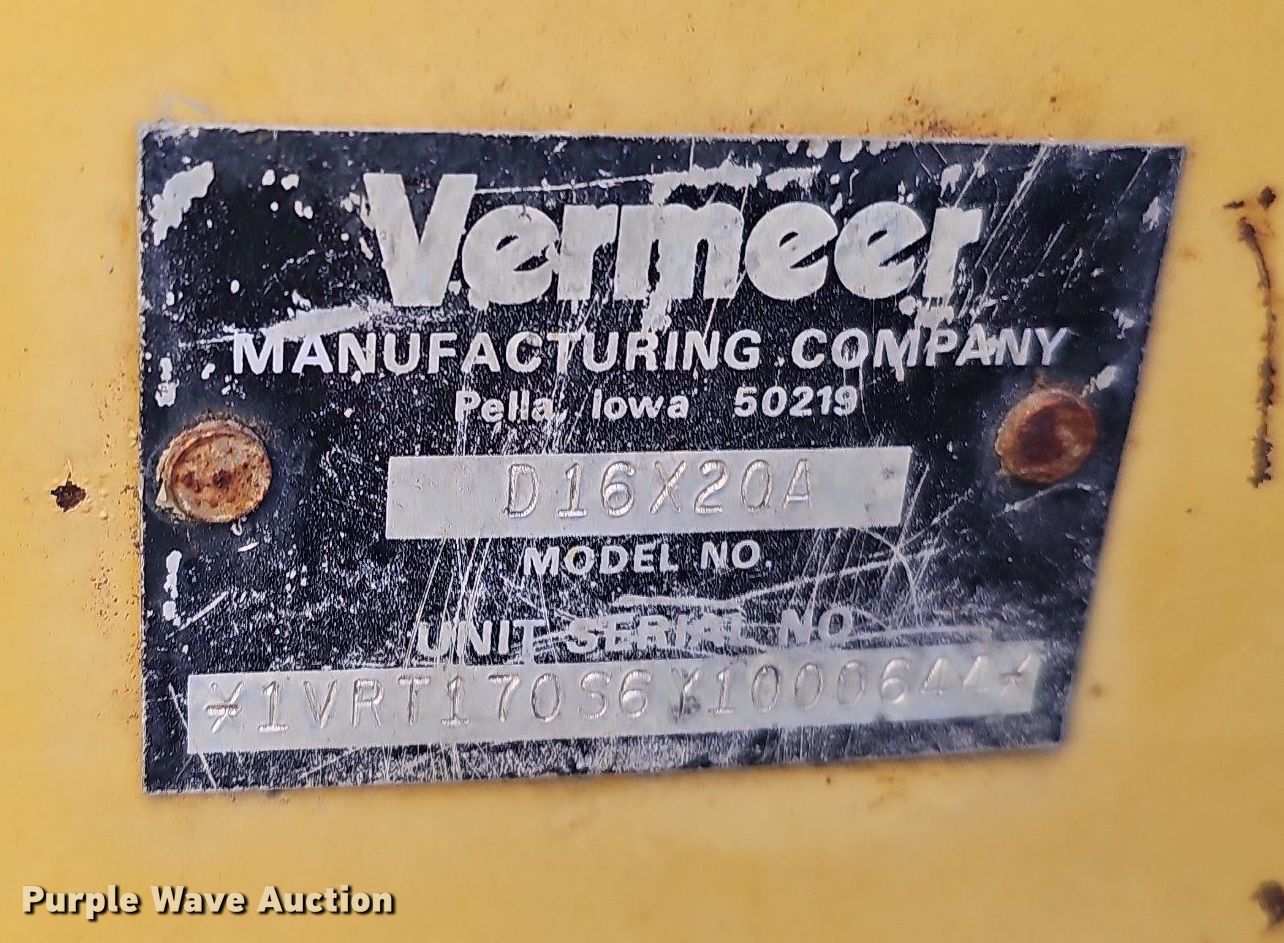 Vermeer
MANUFACTURING COMPANY
Pella, Iowa 50219
D16X20A
MODEL NO.
UNIT SERIAL NO.
*1VRT170S6Y1000644*
Purple Wave Auction